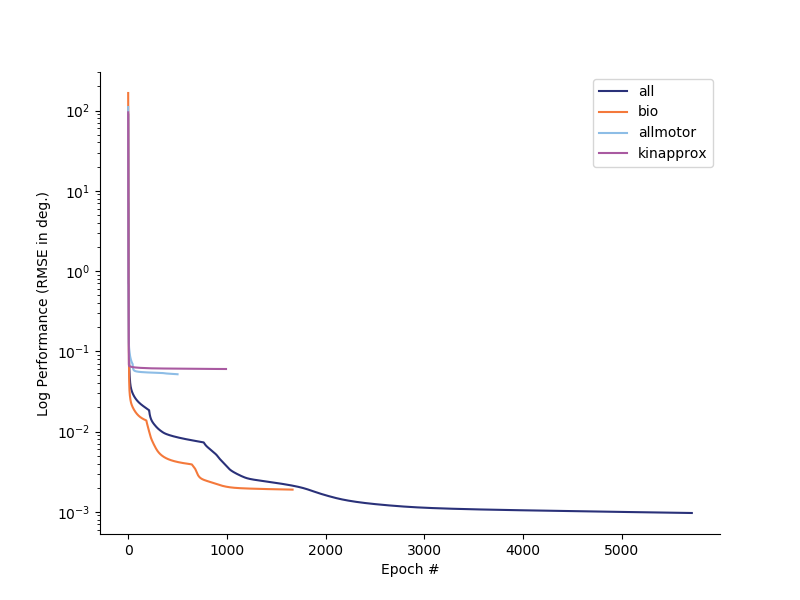 all
bio
allmotor
kinapprox
Log Performance (RMSE in deg.)
10²
10¹
10⁰
10⁻¹
10⁻²
10⁻³
0 1000 2000 3000 4000 5000
Epoch #